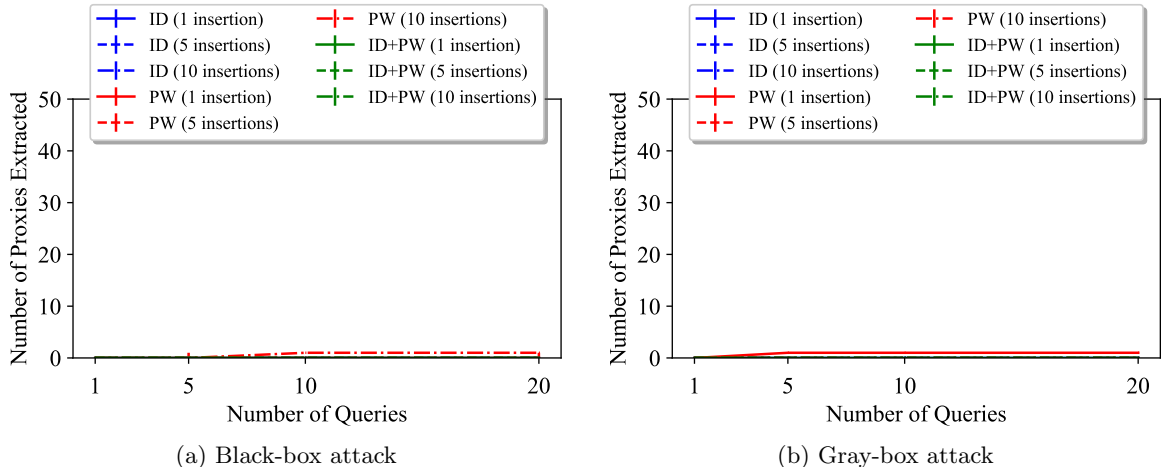 ID (1 insertion)
ID (5 insertions)
ID (10 insertions)
PW (1 insertion)
PW (5 insertions)
PW (10 insertions)
ID+PW (1 insertion)
ID+PW (5 insertions)
ID+PW (10 insertions)
Number of Proxies Extracted
50
40
30
20
10
0
1 5 10 20
Number of Queries
(a) Black-box attack
ID (1 insertion)
ID (5 insertions)
ID (10 insertions)
PW (1 insertion)
PW (5 insertions)
PW (10 insertions)
ID+PW (1 insertion)
ID+PW (5 insertions)
ID+PW (10 insertions)
Number of Proxies Extracted
50
40
30
20
10
0
1 5 10 20
Number of Queries
(b) Gray-box attack